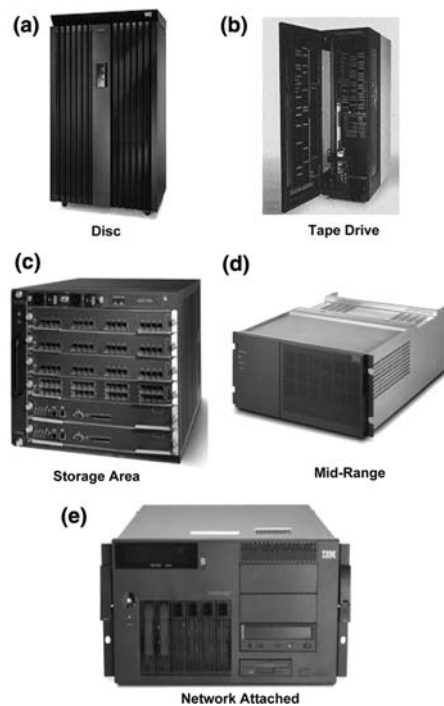 (a)
(b)
Disc
Tape Drive
(c)
(d)
Storage Area
Mid-Range
(e)
IBM
Network Attached